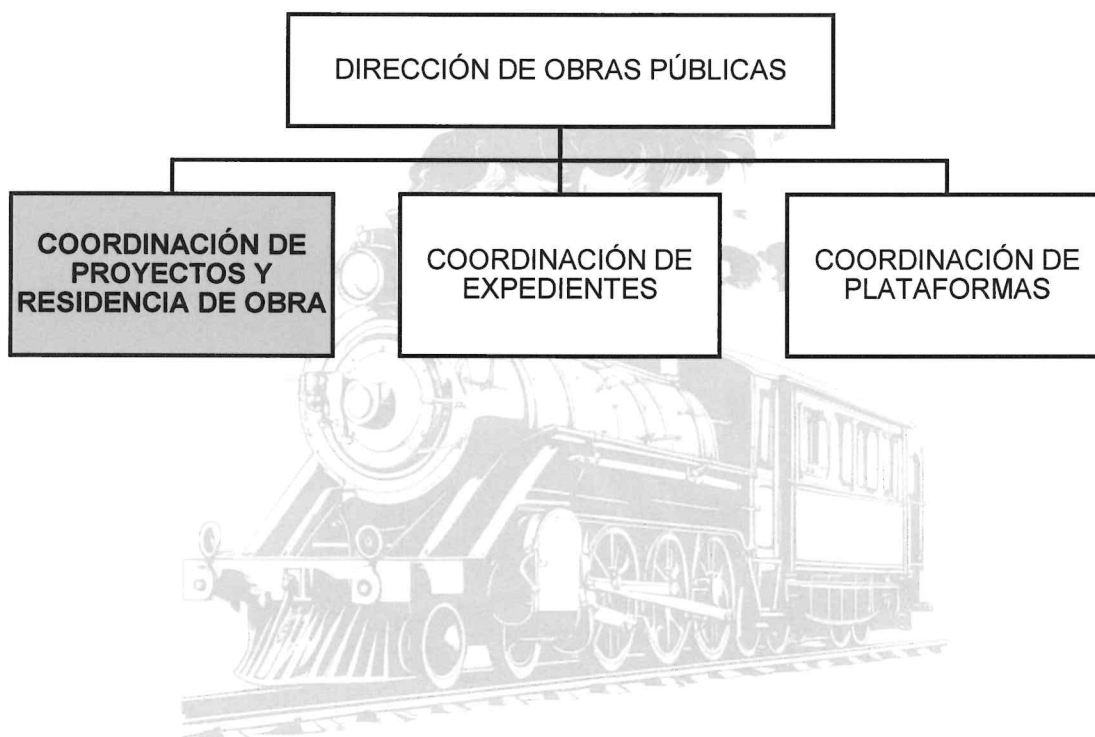 DIRECCIÓN DE OBRAS PÚBLICAS
COORDINACIÓN DE
PROYECTOS Y
RESIDENCIA DE OBRA
COORDINACIÓN DE
EXPEDIENTES
COORDINACIÓN DE
PLATAFORMAS